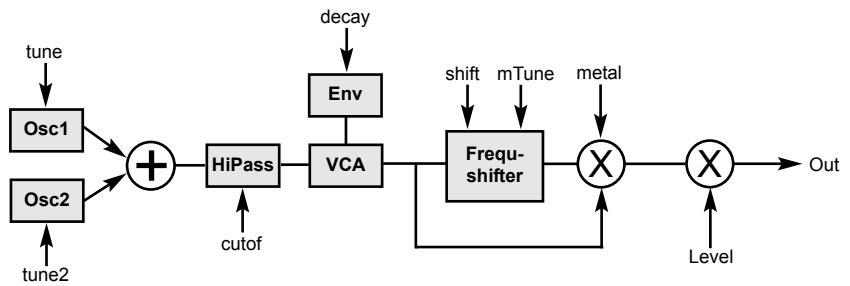 decay
tune
shift
mTune
metal
Env
Osc1
+
HiPass
VCA
Frequ-
shifter
X
X
Out
Osc2
cutof
Level
tune2